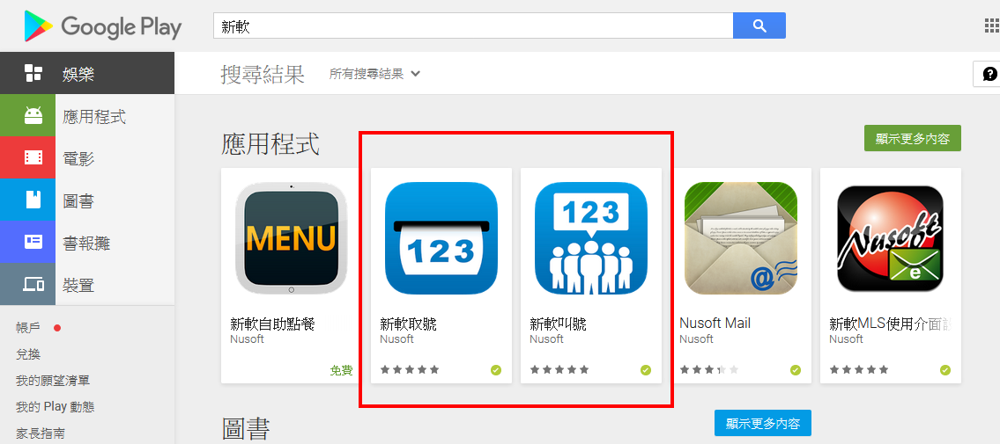 Google Play
新軟
娛樂
應用程式
電影
圖書
書報攤
裝置
帳戶
兌換
我的願望清單
我的 Play 動態
家長指南
搜尋結果
所有搜尋結果
應用程式
顯示更多內容
MENU
新軟自助點餐
Nusoft
免費
123
新軟取號
Nusoft
123
新軟叫號
Nusoft
@
Nusoft Mail
Nusoft
Nusoft
e
新軟MLS使用介面
Nusoft
圖書
顯示更多內容